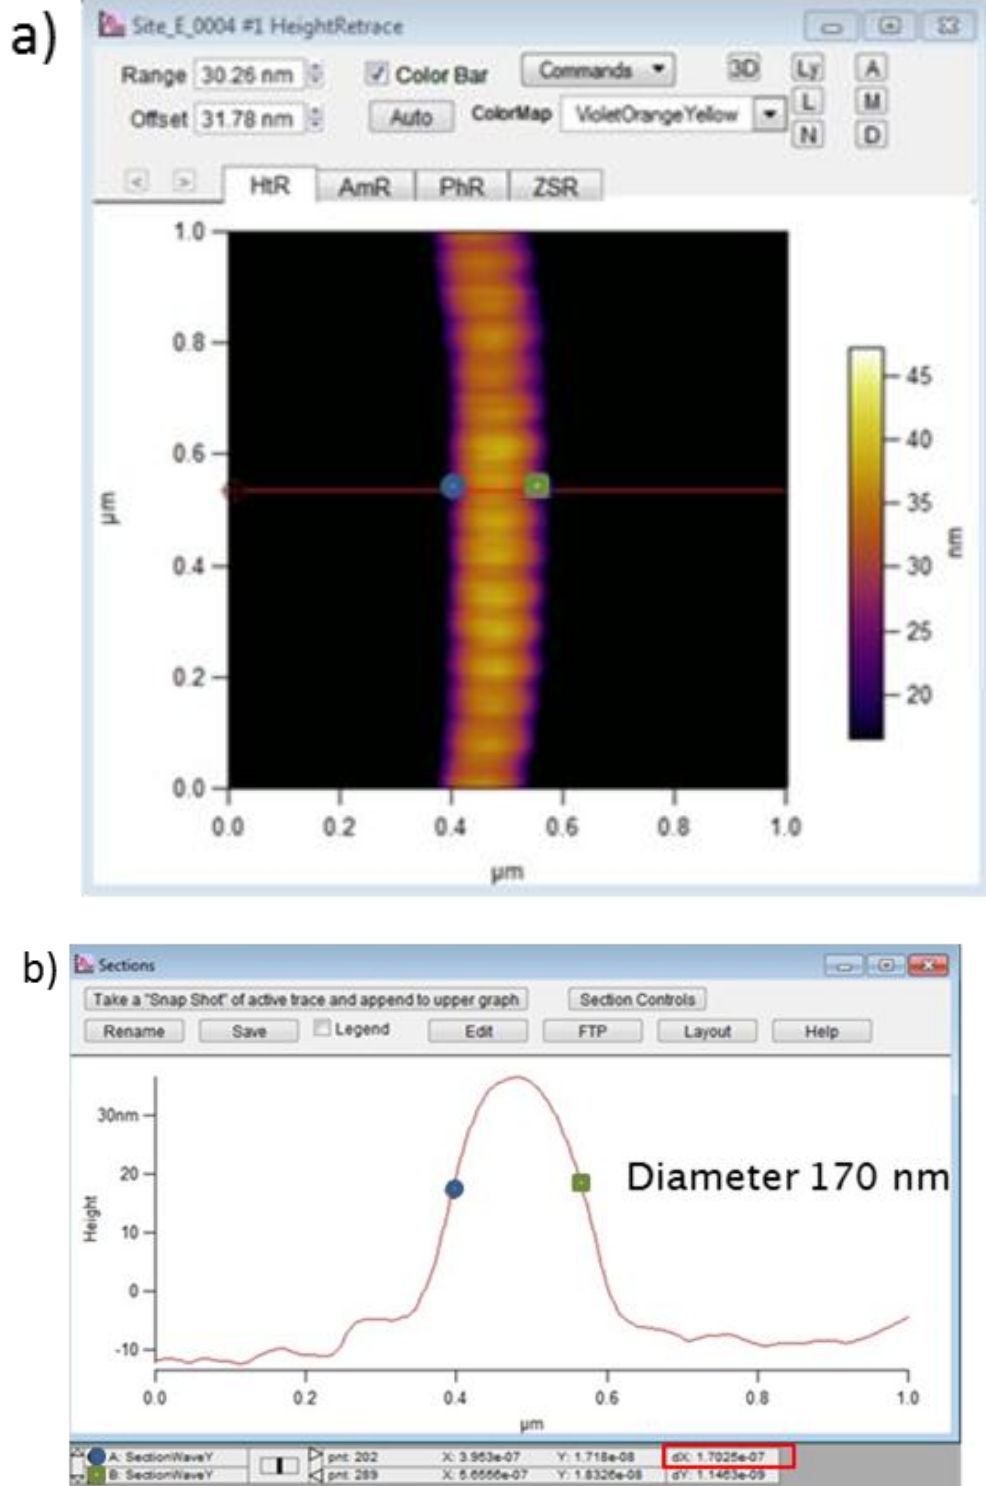 a)
Site_E_0004 #1 HeightRetrace
Range 30.26 nm Color Bar Commands 3D Ly A
Offset 31.78 nm Auto ColorMap VioletOrangeYellow L M
N D
< > HtR AmR PhR ZSR
1.0
0.8
0.6
0.4
0.2
0.0
µm
0.0 0.2 0.4 0.6 0.8 1.0
µm
45
40
35
30
25
20
nm
b)
Sections
Take a "Snap Shot" of active trace and append to upper graph Section Controls
Rename Save Legend Edit FTP Layout Help
30nm
20
10
0
-10
Height
Diameter 170 nm
0.0 0.2 0.4 0.6 0.8 1.0
µm
A: SectionWaveY pnt: 202 X: 3.953e-07 Y: 1.718e-08 dX: 1.7025e-07
B: SectionWaveY pnt: 289 X: 5.6556e-07 Y: 1.8326e-08 dY: 1.1463e-09